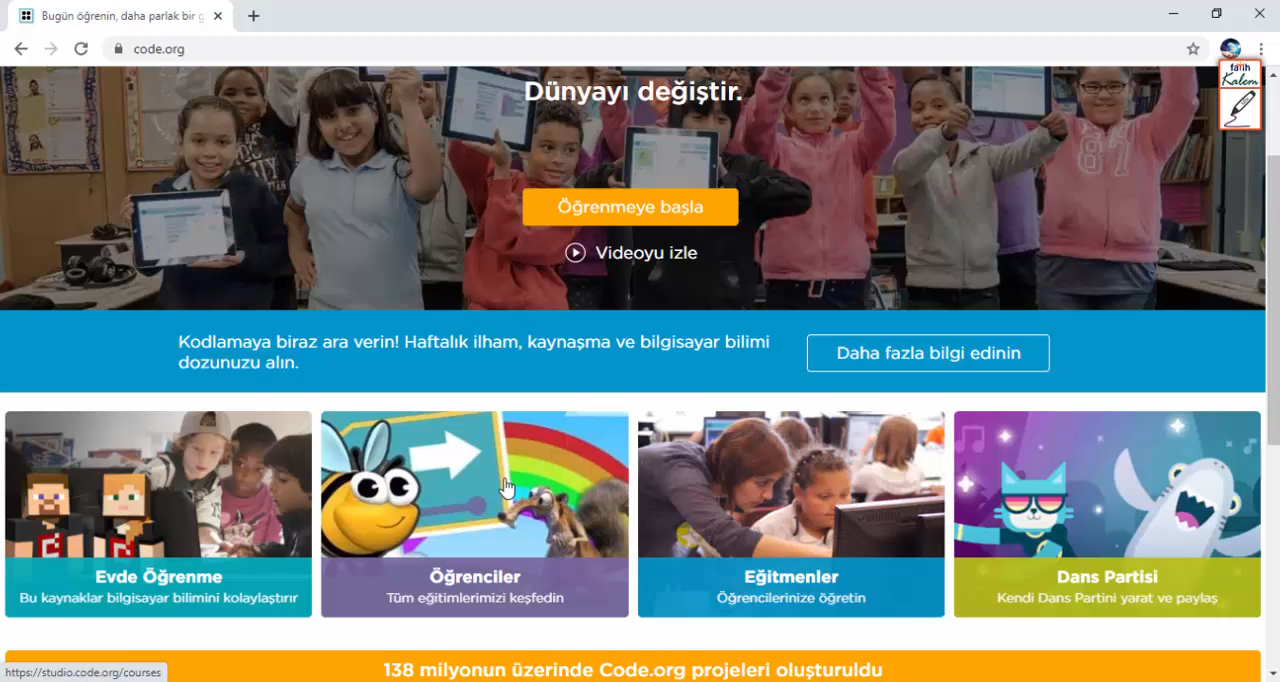 Bugün öğrenin, daha parlak bir g
code.org
fatih
Kalem
Dünyayı değiştir.
87
Öğrenmeye başla
Videoyu izle
Kodlamaya biraz ara verin! Haftalık ilham, kaynaşma ve bilgisayar bilimi
dozunuzu alın.
Daha fazla bilgi edinin
Evde Öğrenme
Bu kaynaklar bilgisayar bilimini kolaylaştırır
Öğrenciler
Tüm eğitimlerimizi keşfedin
Eğitmenler
Öğrencilerinize öğretin
Dans Partisi
Kendi Dans Partini yarat ve paylaş
138 milyonun üzerinde Code.org projeleri oluşturuldu
https://studio.code.org/courses